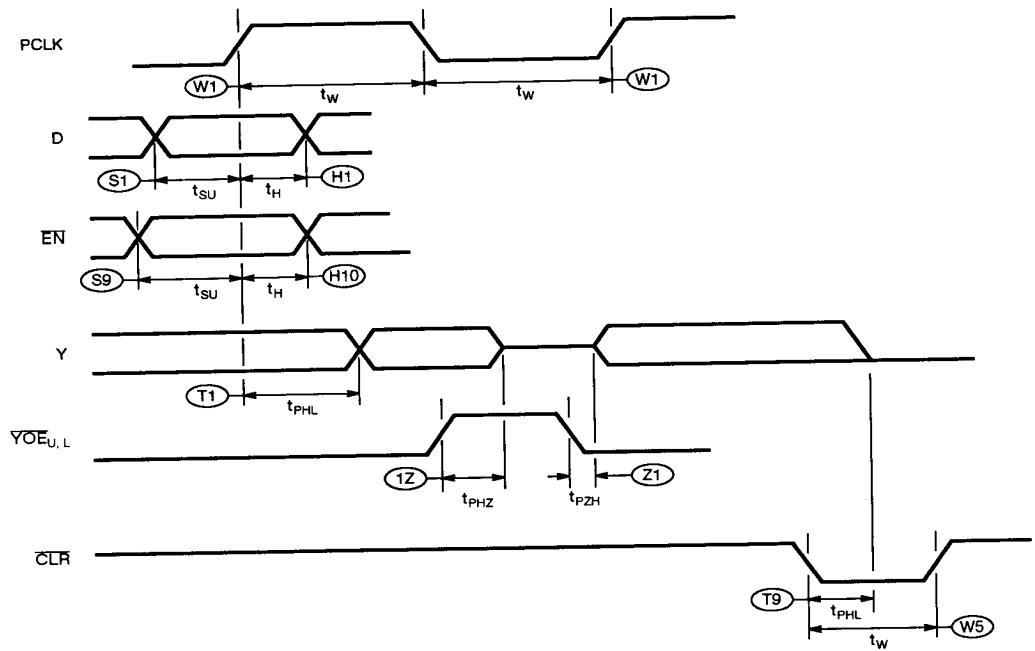 PCLK
W1
tW
tW
W1
D
S1
tSU
tH
H1
EN
S9
tSU
tH
H10
Y
T1
tPHL
YOEU, L
1Z
tPHZ
tPZH
Z1
CLR
T9
tPHL
tW
W5